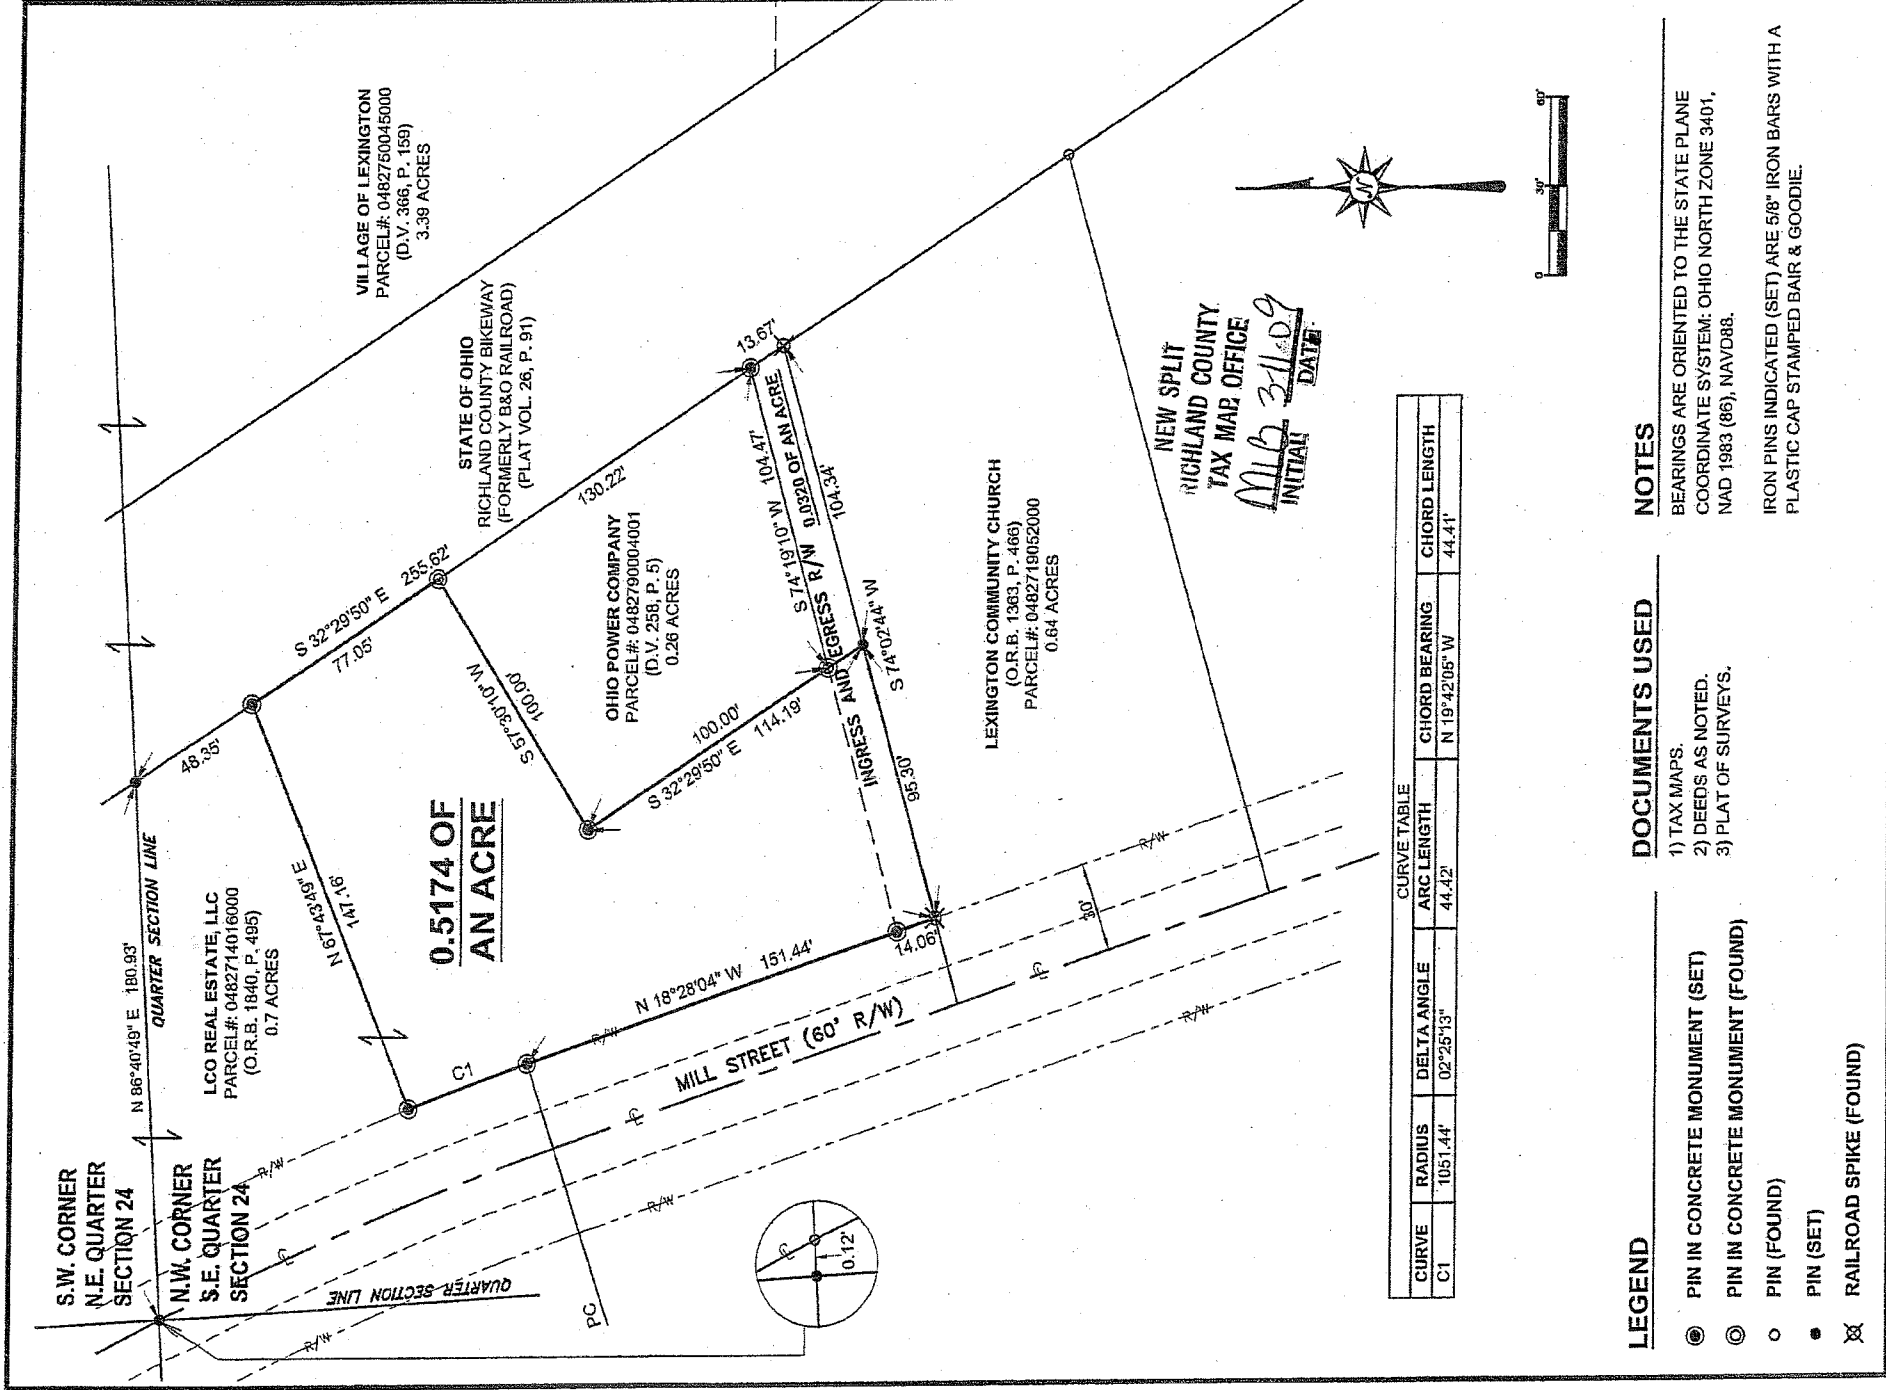 S.W. CORNER
N.E. QUARTER
SECTION 24
N.W. CORNER
S.E. QUARTER
SECTION 24
N 86°40'49" E 180.93'
QUARTER SECTION LINE
QUARTER SECTION LINE
LCO REAL ESTATE, LLC
PARCEL#: 0482714016000
(O.R.B. 1840, P. 495)
0.7 ACRES
48.35'
N 67°43'49" E
147.16'
0.5174 OF
AN ACRE
S 32°29'50" E 255.62'
77.05'
130.22'
13.67'
VILLAGE OF LEXINGTON
PARCEL#: 0482750045000
(D.V. 366, P. 159)
3.39 ACRES
STATE OF OHIO
RICHLAND COUNTY BIKEWAY
(FORMERLY B&O RAILROAD)
(PLAT VOL. 26, P. 91)
S 57°30'10" W
100.00'
OHIO POWER COMPANY
PARCEL#: 0482790004001
(D.V. 258, P. 5)
0.26 ACRES
100.00'
S 32°29'50" E 114.19'
S 74°19'10" W 104.47'
INGRESS AND EGRESS R/W 0.0320 OF AN ACRE
104.34'
S 74°02'44" W
95.30'
C1
N 18°28'04" W 151.44'
14.06'
R/W
R/W
R/W
R/W
R/W
R/W
MILL STREET (60' R/W)
30'
PC
0.12'
LEXINGTON COMMUNITY CHURCH
(O.R.B. 1363, P. 466)
PARCEL#: 0482719052000
0.64 ACRES
NEW SPLIT
RICHLAND COUNTY
TAX MAP OFFICE
MLB 3-11-09
INITIAL DATE
N
0 30' 60'
CURVE TABLE
CURVE RADIUS DELTA ANGLE ARC LENGTH CHORD BEARING CHORD LENGTH
C1 1051.44' 02°25'13" 44.42' N 19°42'05" W 44.41'
LEGEND
PIN IN CONCRETE MONUMENT (SET)
PIN IN CONCRETE MONUMENT (FOUND)
PIN (FOUND)
PIN (SET)
RAILROAD SPIKE (FOUND)
DOCUMENTS USED
1) TAX MAPS.
2) DEEDS AS NOTED.
3) PLAT OF SURVEYS.
NOTES
BEARINGS ARE ORIENTED TO THE STATE PLANE
COORDINATE SYSTEM: OHIO NORTH ZONE 3401,
NAD 1983 (86), NAVD88.
IRON PINS INDICATED (SET) ARE 5/8" IRON BARS WITH A
PLASTIC CAP STAMPED BAIR & GOODIE.